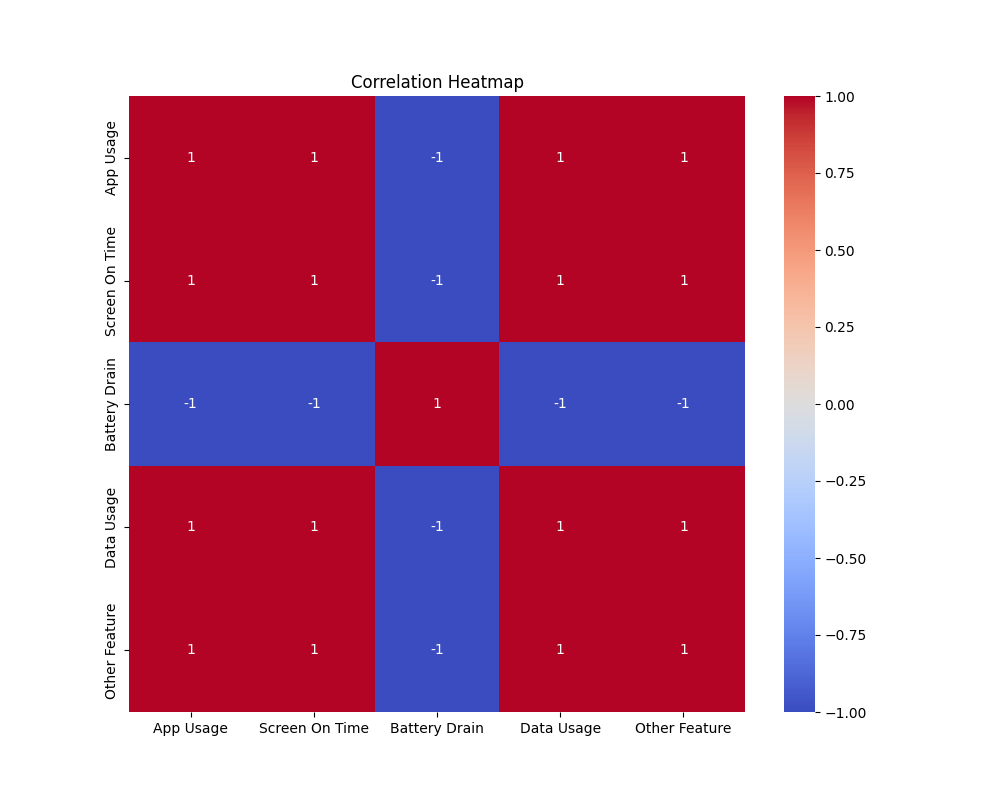 Correlation Heatmap
App Usage 1 1 -1 1 1
Screen On Time 1 1 -1 1 1
Battery Drain -1 -1 1 -1 -1
Data Usage 1 1 -1 1 1
Other Feature 1 1 -1 1 1
App Usage Screen On Time Battery Drain Data Usage Other Feature
1.00
0.75
0.50
0.25
0.00
−0.25
−0.50
−0.75
−1.00